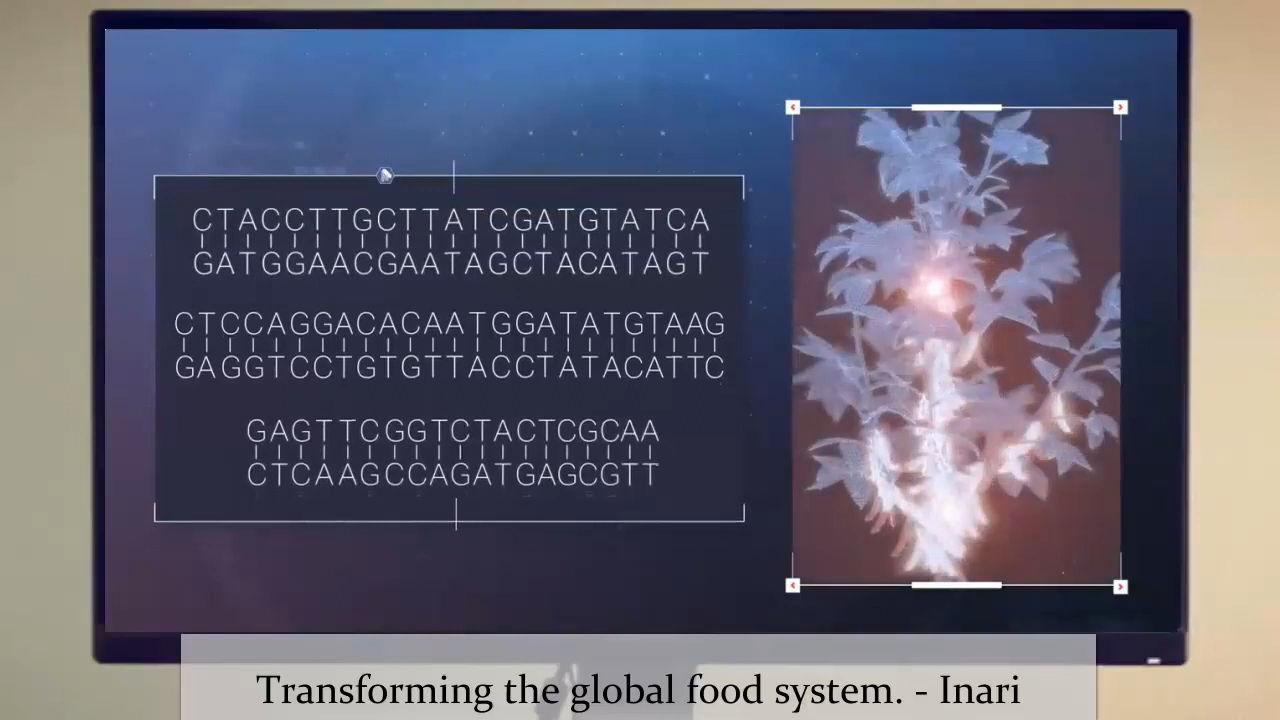 CTACCTTGCTTATCGATGTATCA
GATGGAACGAATAGCTACATAGT
CTCCAGGACACAATGGATATGTAAG
GAGGTCCTGTGTTACCTATACATTC
GAGTTCGGTCTACTCGCAA
CTCAAGCCAGATGAGCGTT
Transforming the global food system. - Inari